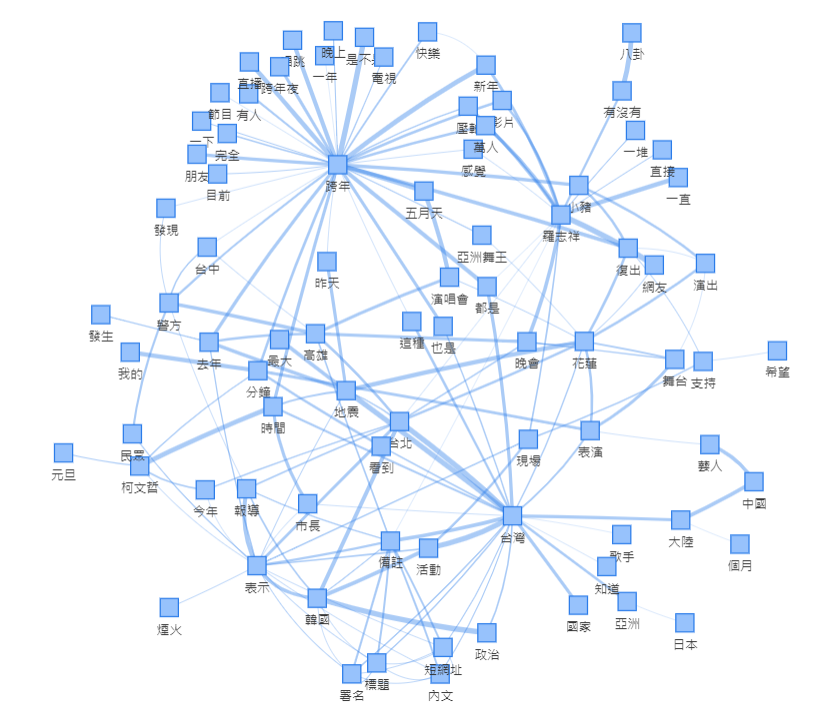 八卦
快樂
晚上
一年
電視
新年
直播
跨年夜
節目
有人
有沒有
影片
一下
完全
萬人
一堆
感覺
直接
朋友
目前
跨年
一直
小豬
五月天
發現
羅志祥
亞洲舞王
台中
復出
網友
演出
昨天
演唱會
都是
發生
警方
這種
也是
去年
高雄
最大
晚會
花蓮
我的
分鐘
舞台
支持
希望
地震
時間
台北
看到
民眾
現場
表演
藝人
元旦
柯文哲
今年
報導
市長
中國
台灣
大陸
歌手
備註
活動
個月
表示
知道
煙火
韓國
國家
亞洲
日本
政治
短網址
標題
署名
內文